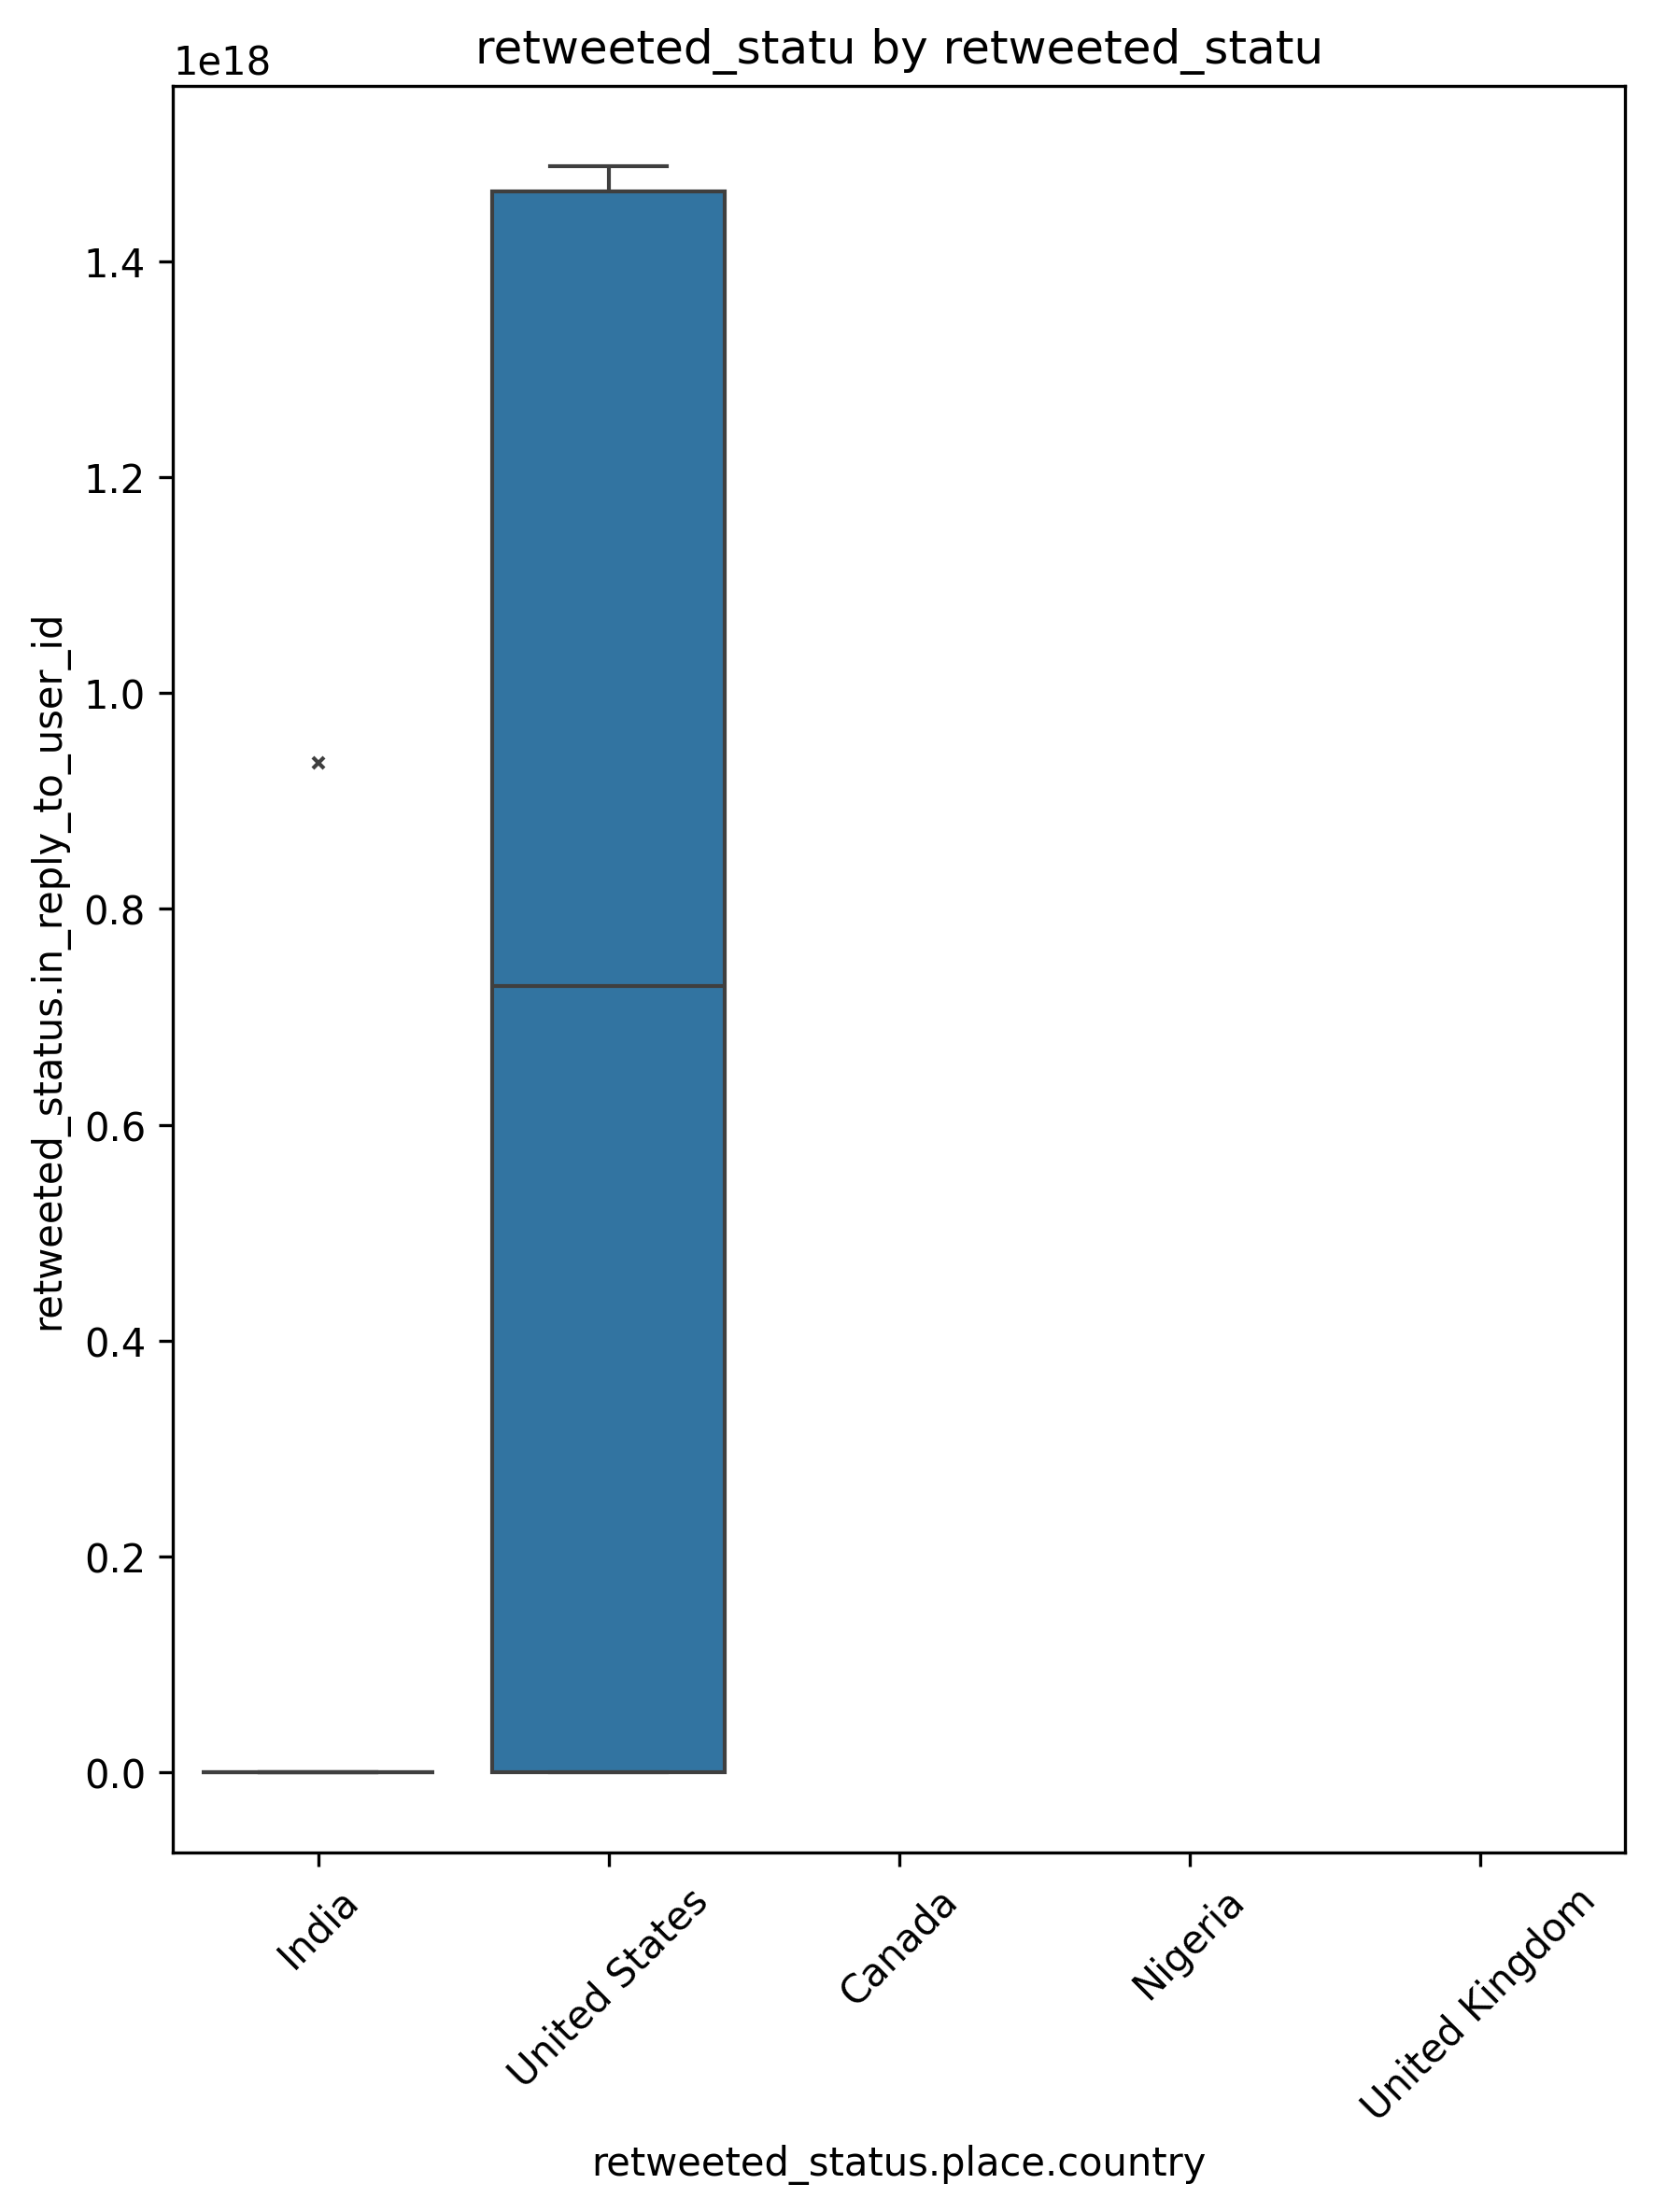 retweeted_statu by retweeted_statu
1e18
1.4
1.2
1.0
0.8
0.6
0.4
0.2
0.0
retweeted_status.in_reply_to_user_id
India
United States
Canada
Nigeria
United Kingdom
retweeted_status.place.country